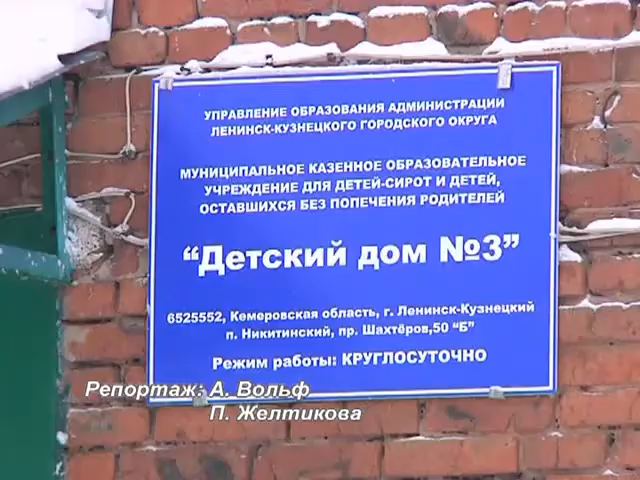 УПРАВЛЕНИЕ ОБРАЗОВАНИЯ АДМИНИСТРАЦИИ
ЛЕНИНСК-КУЗНЕЦКОГО ГОРОДСКОГО ОКРУГА
МУНИЦИПАЛЬНОЕ КАЗЕННОЕ ОБРАЗОВАТЕЛЬНОЕ
УЧРЕЖДЕНИЕ ДЛЯ ДЕТЕЙ-СИРОТ И ДЕТЕЙ,
ОСТАВШИХСЯ БЕЗ ПОПЕЧЕНИЯ РОДИТЕЛЕЙ
“Детский дом №3”
6525552, Кемеровская область, г. Ленинск-Кузнецкий
п. Никитинский, пр. Шахтёров,50 “Б”
Режим работы: КРУГЛОСУТОЧНО
Репортаж: А. Вольф
П. Желтикова